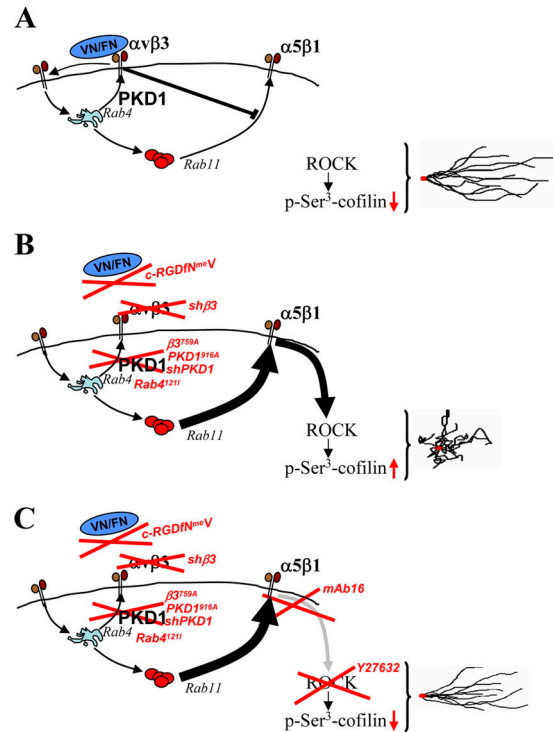 A
VN/FN
αvβ3
α5β1
PKD1
Rab4
Rab11
ROCK
p-Ser³-cofilin
B
VN/FN
c-RGDfNᵐᵉV
αvβ3
shβ3
α5β1
β3⁷⁵⁹ᴬ
PKD1⁹¹⁶ᴬ
PKD1
shPKD1
Rab4
Rab4¹²¹ᴵ
Rab11
ROCK
p-Ser³-cofilin
C
VN/FN
c-RGDfNᵐᵉV
αvβ3
shβ3
α5β1
mAb16
β3⁷⁵⁹ᴬ
PKD1⁹¹⁶ᴬ
PKD1
shPKD1
Rab4
Rab4¹²¹ᴵ
Rab11
Y27632
ROCK
p-Ser³-cofilin